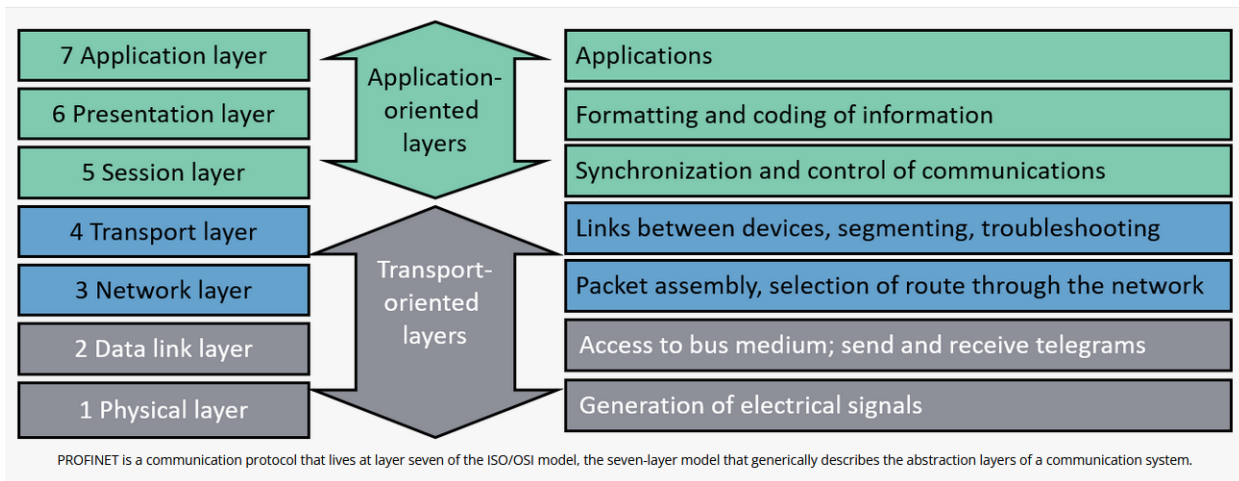 7 Application layer
6 Presentation layer
5 Session layer
4 Transport layer
3 Network layer
2 Data link layer
1 Physical layer
Application-
oriented
layers
Transport-
oriented
layers
Applications
Formatting and coding of information
Synchronization and control of communications
Links between devices, segmenting, troubleshooting
Packet assembly, selection of route through the network
Access to bus medium; send and receive telegrams
Generation of electrical signals
PROFINET is a communication protocol that lives at layer seven of the ISO/OSI model, the seven-layer model that generically describes the abstraction layers of a communication system.